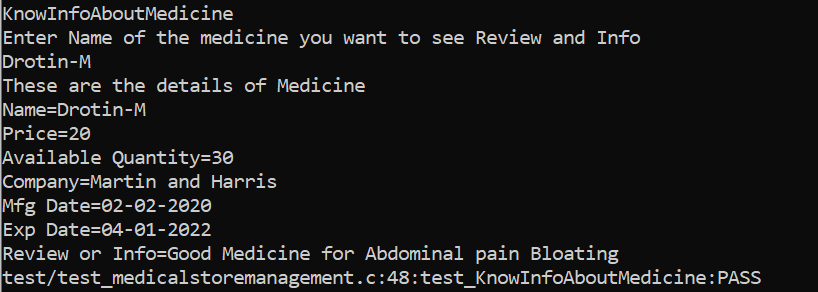 KnowInfoAboutMedicine
Enter Name of the medicine you want to see Review and Info
Drotin-M
These are the details of Medicine
Name=Drotin-M
Price=20
Available Quantity=30
Company=Martin and Harris
Mfg Date=02-02-2020
Exp Date=04-01-2022
Review or Info=Good Medicine for Abdominal pain Bloating
test/test_medicalstoremanagement.c:48:test_KnowInfoAboutMedicine:PASS